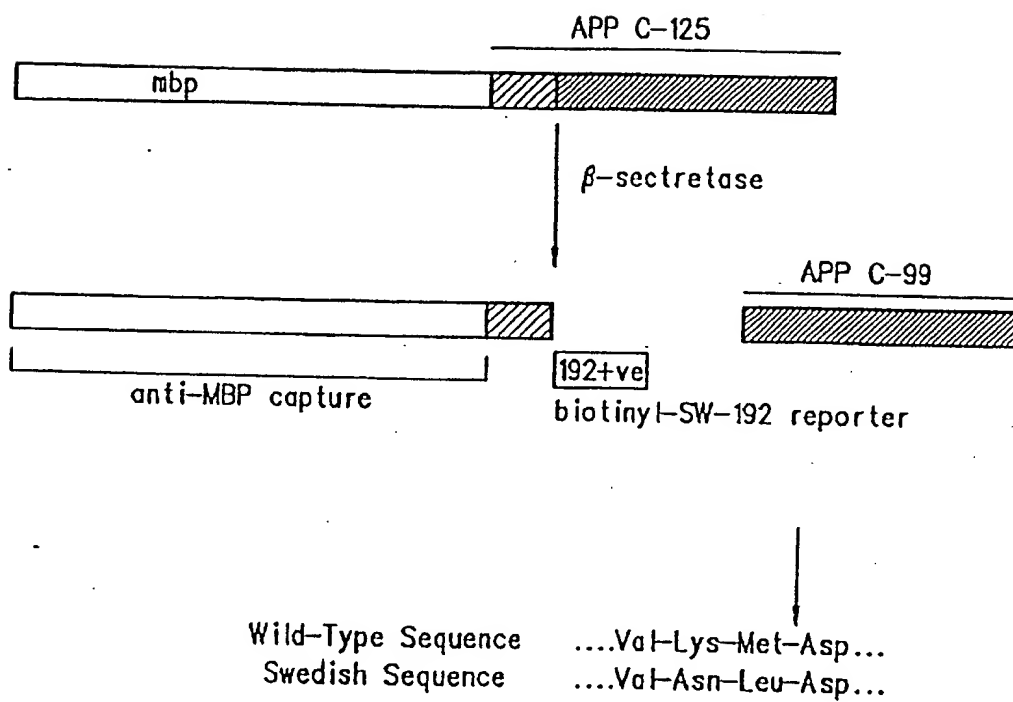 APP C-125
mbp
β-sectretase
APP C-99
192+ve
anti-MBP capture
biotinyl-SW-192 reporter
Wild-Type Sequence ....Val-Lys-Met-Asp...
Swedish Sequence ....Val-Asn-Leu-Asp...